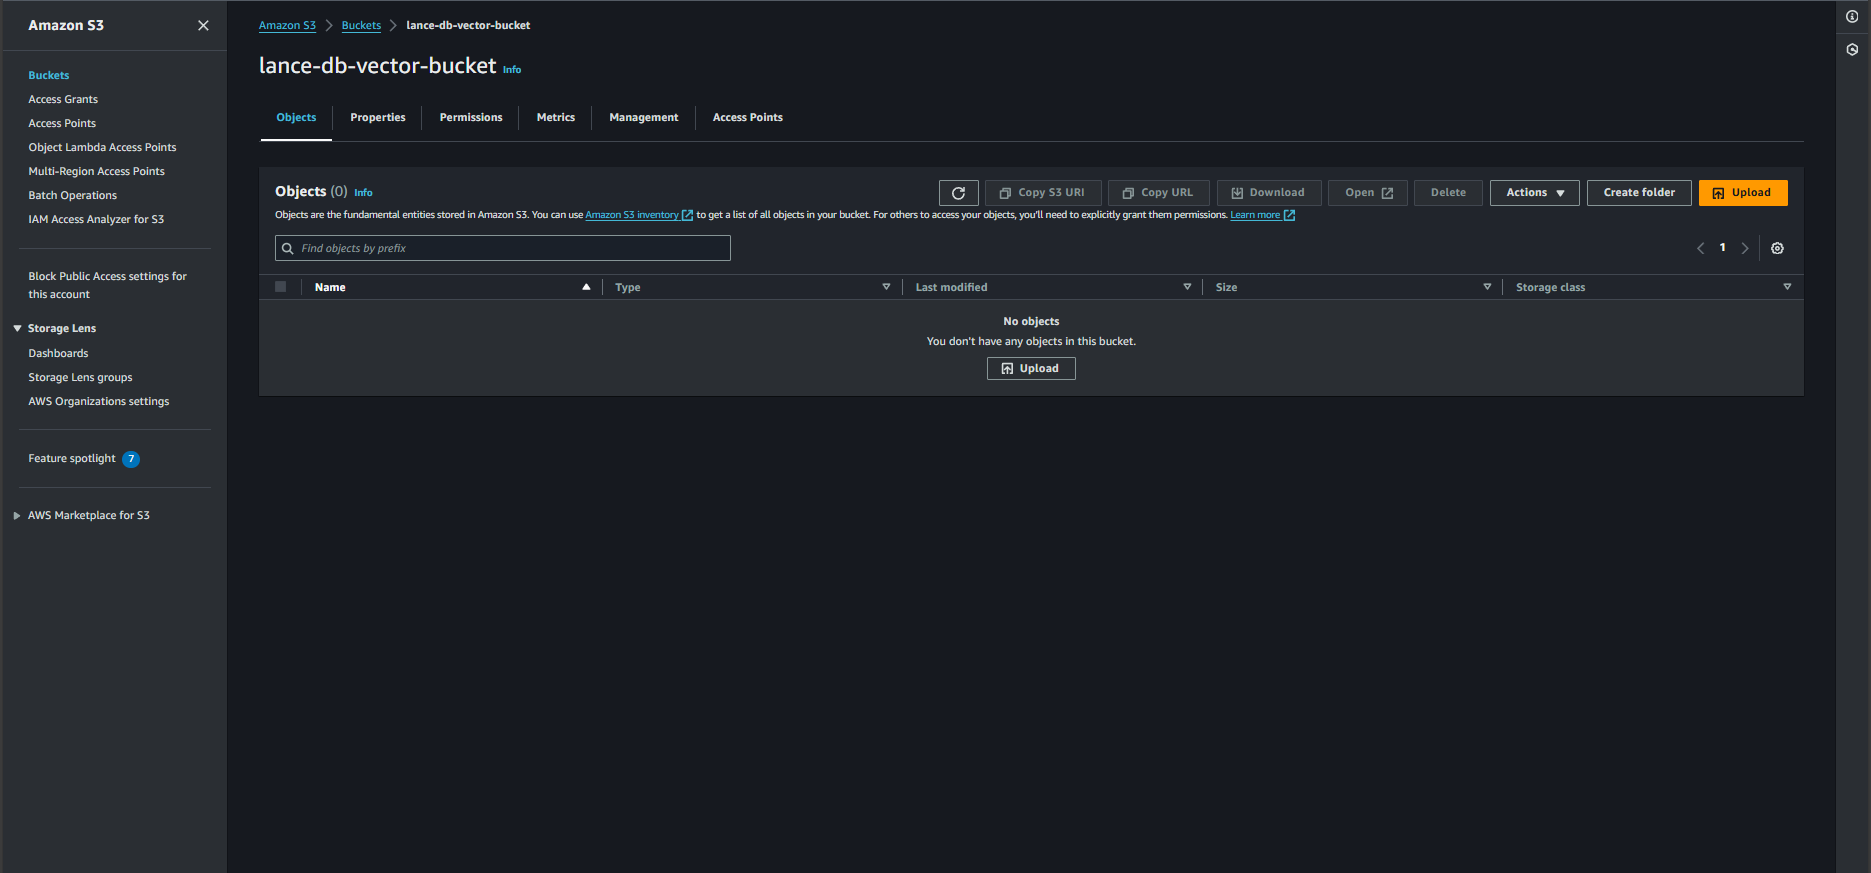 Amazon S3
Buckets
Access Grants
Access Points
Object Lambda Access Points
Multi-Region Access Points
Batch Operations
IAM Access Analyzer for S3
Block Public Access settings for
this account
Storage Lens
Dashboards
Storage Lens groups
AWS Organizations settings
Feature spotlight 7
AWS Marketplace for S3
Amazon S3 Buckets lance-db-vector-bucket
lance-db-vector-bucket Info
Objects Properties Permissions Metrics Management Access Points
Objects (0) Info
Copy S3 URI Copy URL Download Open Delete Actions Create folder Upload
Objects are the fundamental entities stored in Amazon S3. You can use Amazon S3 inventory to get a list of all objects in your bucket. For others to access your objects, you'll need to explicitly grant them permissions. Learn more
Find objects by prefix
1
Name Type Last modified Size Storage class
No objects
You don't have any objects in this bucket.
Upload